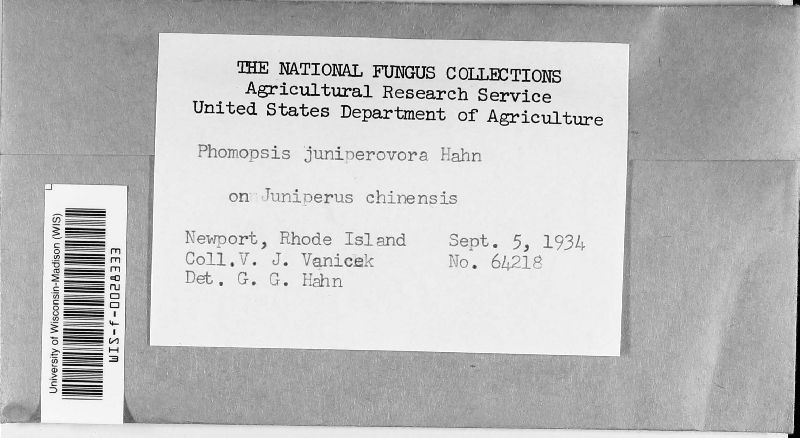 THE NATIONAL FUNGUS COLLECTIONS
Agricultural Research Service
United States Department of Agriculture
Phomopsis juniperovora Hahn
on Juniperus chinensis
Newport, Rhode Island Sept. 5, 1934
Coll. V. J. Vanicek No. 64218
Det. G. G. Hahn
University of Wisconsin-Madison (WIS)
WIS-f-0028333